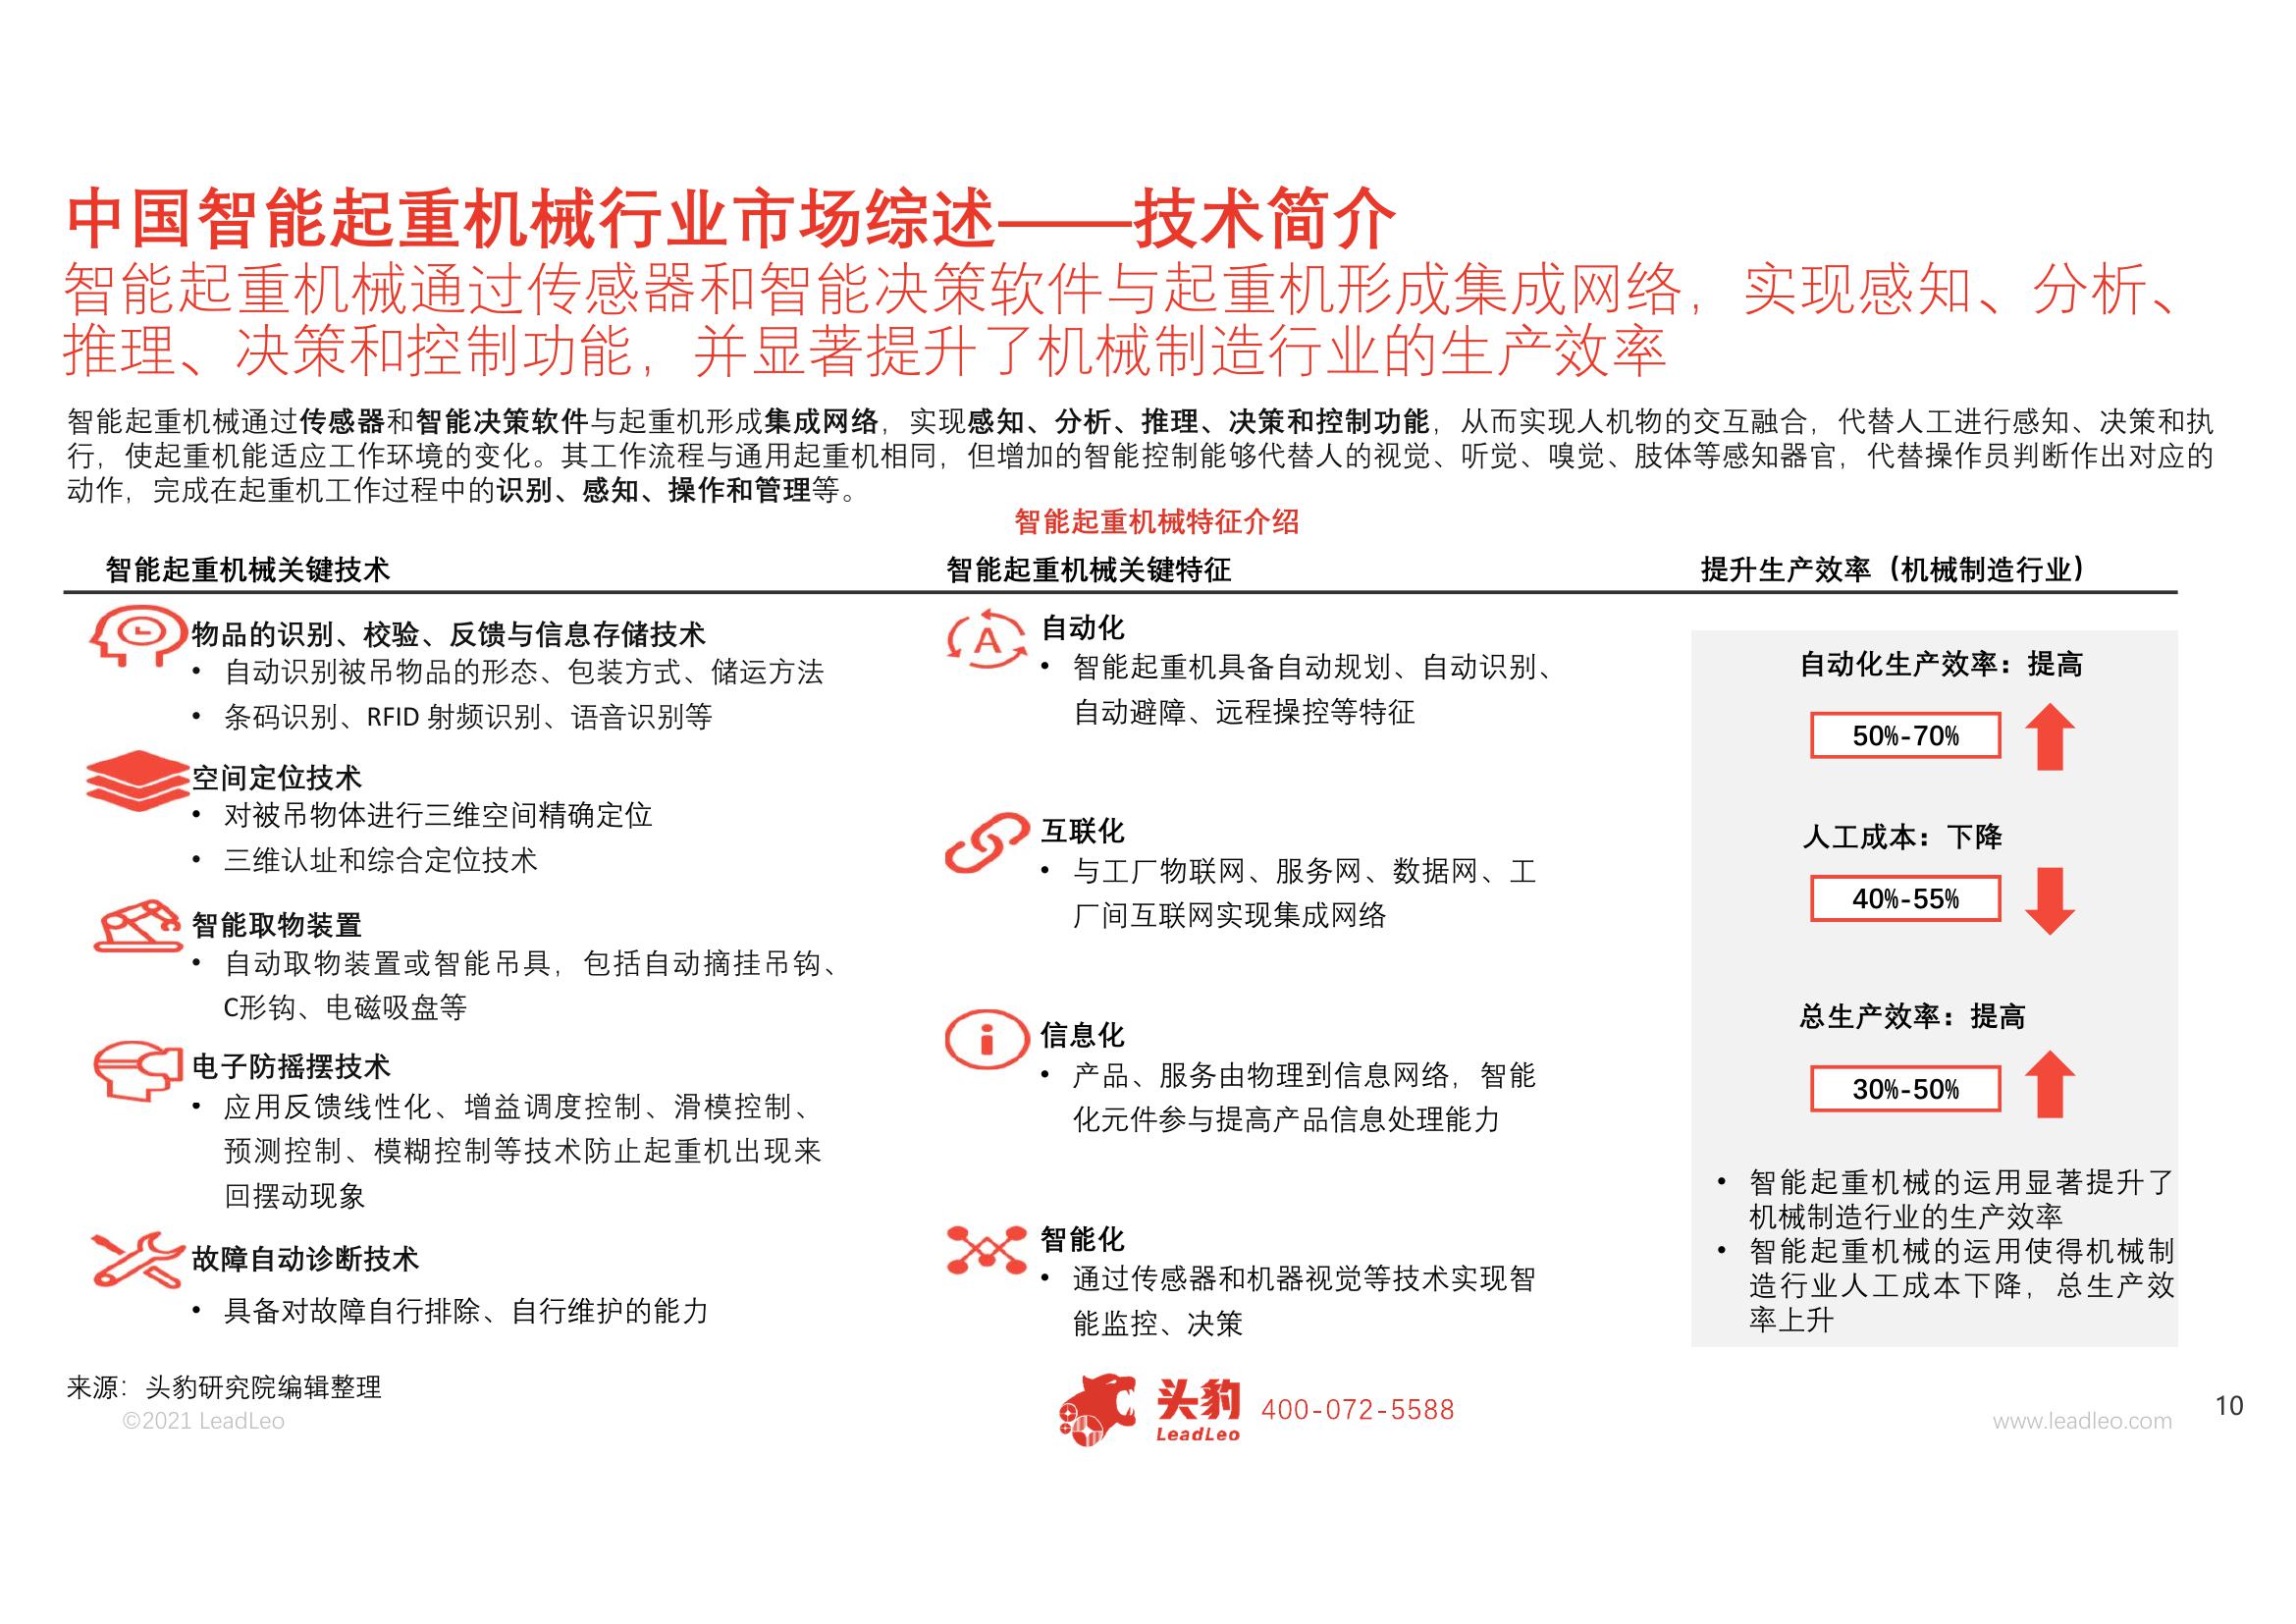 中国智能起重机械行业市场综述——技术简介
智能起重机械通过传感器和智能决策软件与起重机形成集成网络，实现感知、分析、
推理、决策和控制功能，并显著提升了机械制造行业的生产效率
智能起重机械通过传感器和智能决策软件与起重机形成集成网络，实现感知、分析、推理、决策和控制功能，从而实现人机物的交互融合，代替人工进行感知、决策和执
行，使起重机能适应工作环境的变化。其工作流程与通用起重机相同，但增加的智能控制能够代替人的视觉、听觉、嗅觉、肢体等感知器官，代替操作员判断作出对应的
动作，完成在起重机工作过程中的识别、感知、操作和管理等。
智能起重机械特征介绍
智能起重机械关键技术
物品的识别、校验、反馈与信息存储技术
• 自动识别被吊物品的形态、包装方式、储运方法
• 条码识别、RFID 射频识别、语音识别等
空间定位技术
• 对被吊物体进行三维空间精确定位
• 三维认址和综合定位技术
智能取物装置
• 自动取物装置或智能吊具，包括自动摘挂吊钩、
C形钩、电磁吸盘等
电子防摇摆技术
• 应用反馈线性化、增益调度控制、滑模控制、
预测控制、模糊控制等技术防止起重机出现来
回摆动现象
故障自动诊断技术
• 具备对故障自行排除、自行维护的能力
智能起重机械关键特征
A
自动化
• 智能起重机具备自动规划、自动识别、
自动避障、远程操控等特征
互联化
• 与工厂物联网、服务网、数据网、工
厂间互联网实现集成网络
信息化
• 产品、服务由物理到信息网络，智能
化元件参与提高产品信息处理能力
智能化
• 通过传感器和机器视觉等技术实现智
能监控、决策
提升生产效率（机械制造行业）
自动化生产效率：提高
50%-70%
人工成本：下降
40%-55%
总生产效率：提高
30%-50%
• 智能起重机械的运用显著提升了
机械制造行业的生产效率
• 智能起重机械的运用使得机械制
造行业人工成本下降，总生产效
率上升
来源：头豹研究院编辑整理
©2021 LeadLeo
头豹
LeadLeo
400-072-5588
www.leadleo.com
10